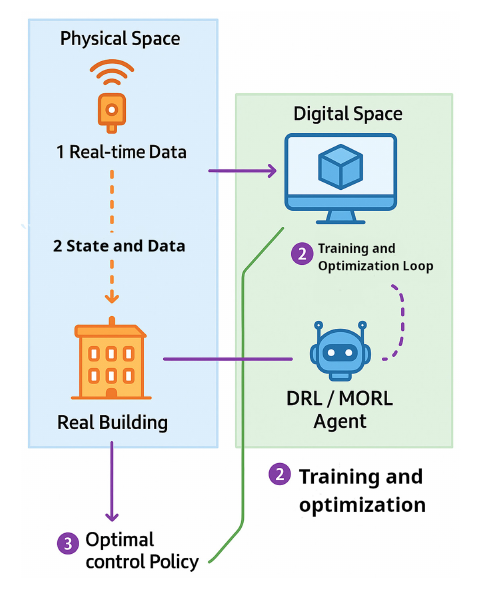 Physical Space
1 Real-time Data
2 State and Data
Real Building
Digital Space
2 Training and
Optimization Loop
DRL / MORL
Agent
2 Training and
optimization
3 Optimal
control Policy